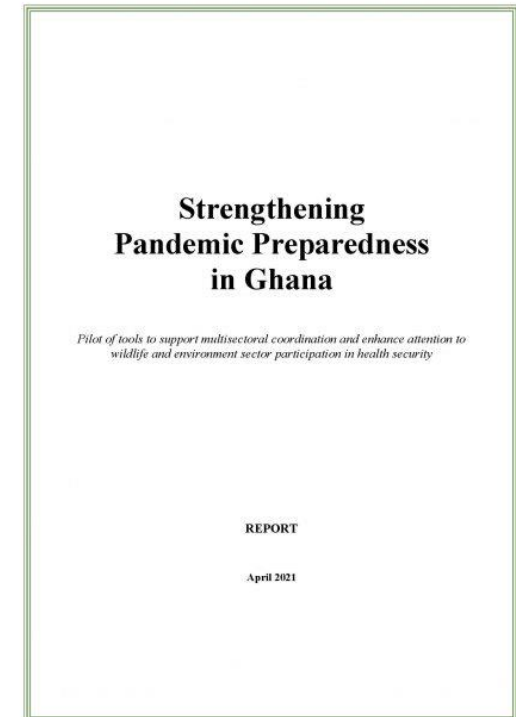 Strengthening
Pandemic Preparedness
in Ghana
Pilot of tools to support multisectoral coordination and enhance attention to
wildlife and environment sector participation in health security
REPORT
April 2021